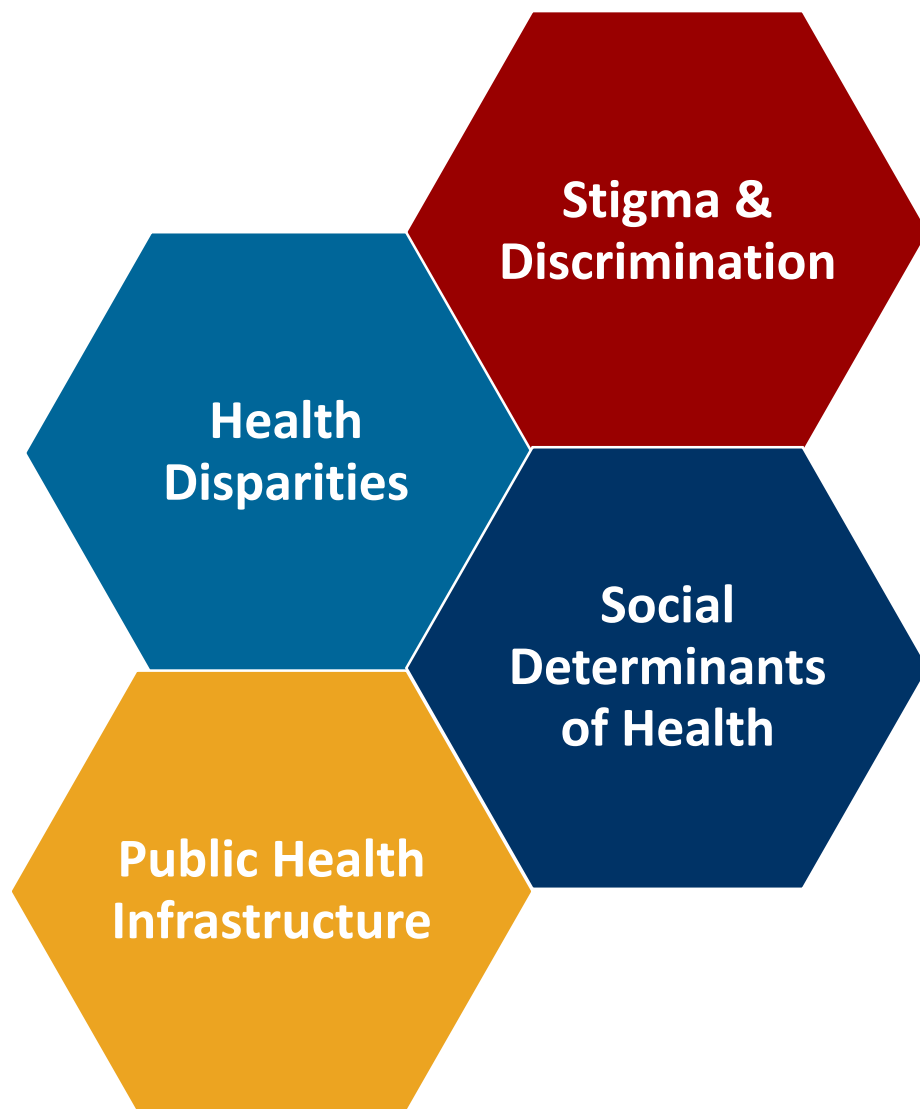 Stigma &
Discrimination
Health
Disparities
Social
Determinants
of Health
Public Health
Infrastructure